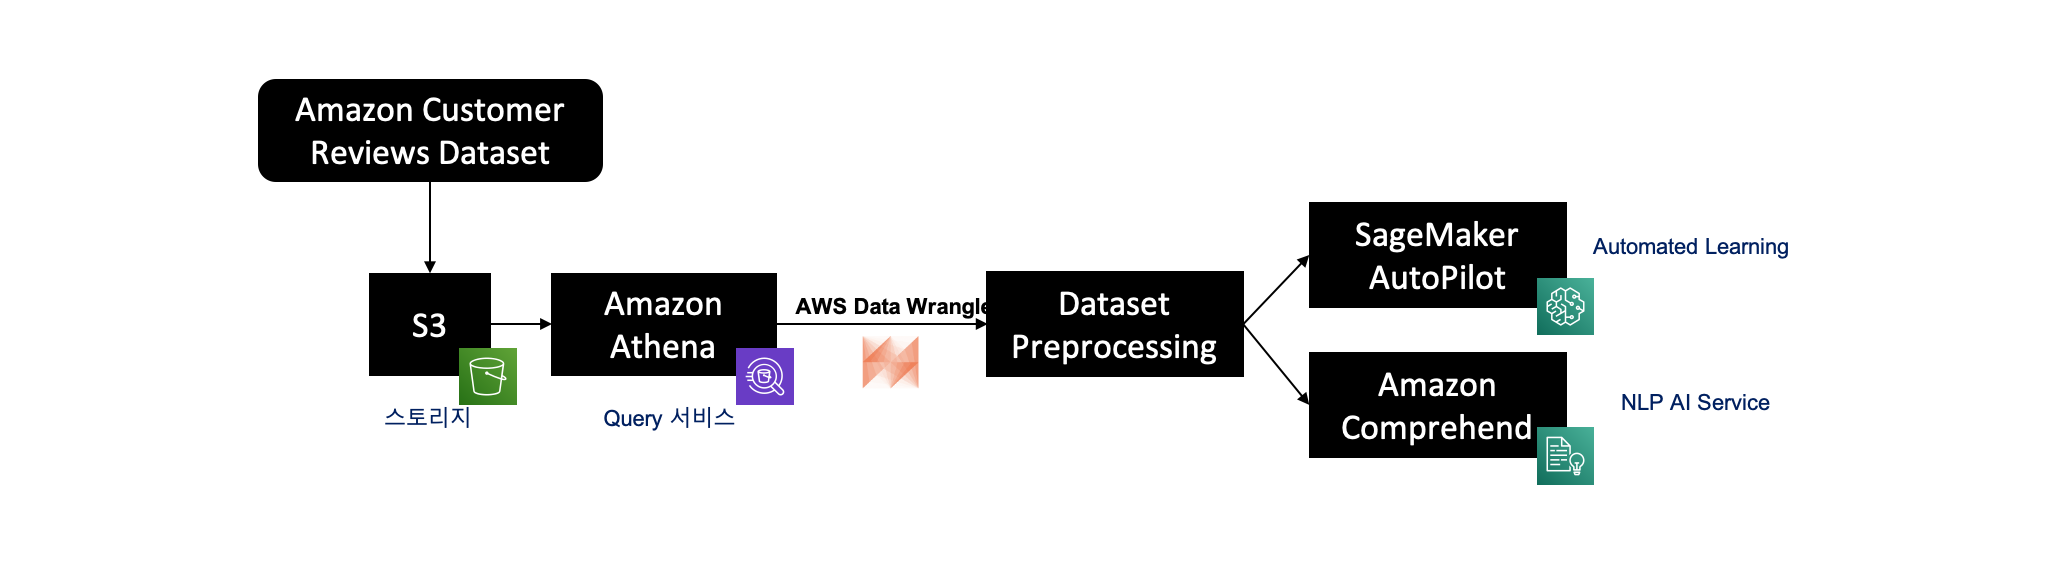 Amazon Customer
Reviews Dataset
S3
스토리지
Amazon
Athena
Query 서비스
AWS Data Wrangle
Dataset
Preprocessing
SageMaker
AutoPilot
Automated Learning
Amazon
Comprehend
NLP AI Service